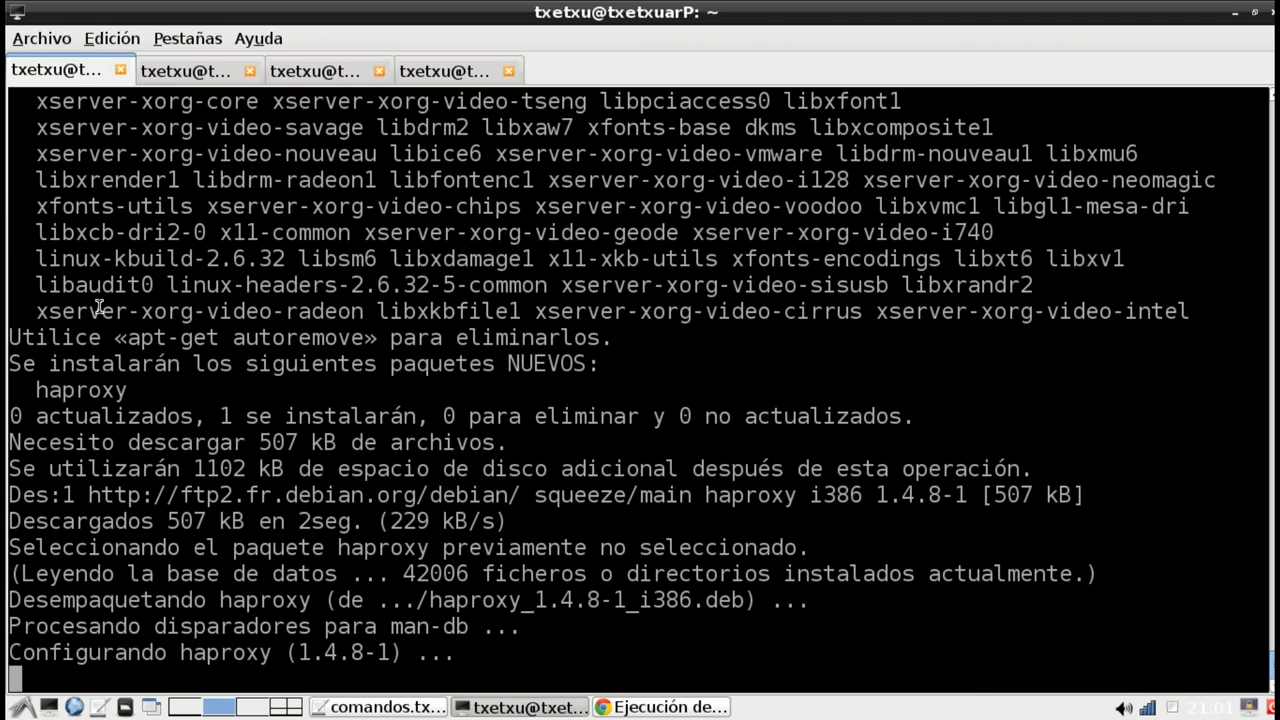 txetxu@txetxuarP: ~
Archivo Edición Pestañas Ayuda
txetxu@t... txetxu@t... txetxu@t... txetxu@t...
xserver-xorg-core xserver-xorg-video-tseng libpciaccess0 libxfont1
xserver-xorg-video-savage libdrm2 libxaw7 xfonts-base dkms libxcomposite1
xserver-xorg-video-nouveau libice6 xserver-xorg-video-vmware libdrm-nouveau1 libxmu6
libxrender1 libdrm-radeon1 libfontenc1 xserver-xorg-video-i128 xserver-xorg-video-neomagic
xfonts-utils xserver-xorg-video-chips xserver-xorg-video-voodoo libxvmc1 libgl1-mesa-dri
libxcb-dri2-0 x11-common xserver-xorg-video-geode xserver-xorg-video-i740
linux-kbuild-2.6.32 libsm6 libxdamage1 x11-xkb-utils xfonts-encodings libxt6 libxv1
libaudit0 linux-headers-2.6.32-5-common xserver-xorg-video-sisusb libxrandr2
xserver-xorg-video-radeon libxkbfile1 xserver-xorg-video-cirrus xserver-xorg-video-intel
Utilice «apt-get autoremove» para eliminarlos.
Se instalarán los siguientes paquetes NUEVOS:
haproxy
0 actualizados, 1 se instalarán, 0 para eliminar y 0 no actualizados.
Necesito descargar 507 kB de archivos.
Se utilizarán 1102 kB de espacio de disco adicional después de esta operación.
Des:1 http://ftp2.fr.debian.org/debian/ squeeze/main haproxy i386 1.4.8-1 [507 kB]
Descargados 507 kB en 2seg. (229 kB/s)
Seleccionando el paquete haproxy previamente no seleccionado.
(Leyendo la base de datos ... 42006 ficheros o directorios instalados actualmente.)
Desempaquetando haproxy (de .../haproxy_1.4.8-1_i386.deb) ...
Procesando disparadores para man-db ...
Configurando haproxy (1.4.8-1) ...
comandos.tx... txetxu@txet... Ejecución de... 21:01